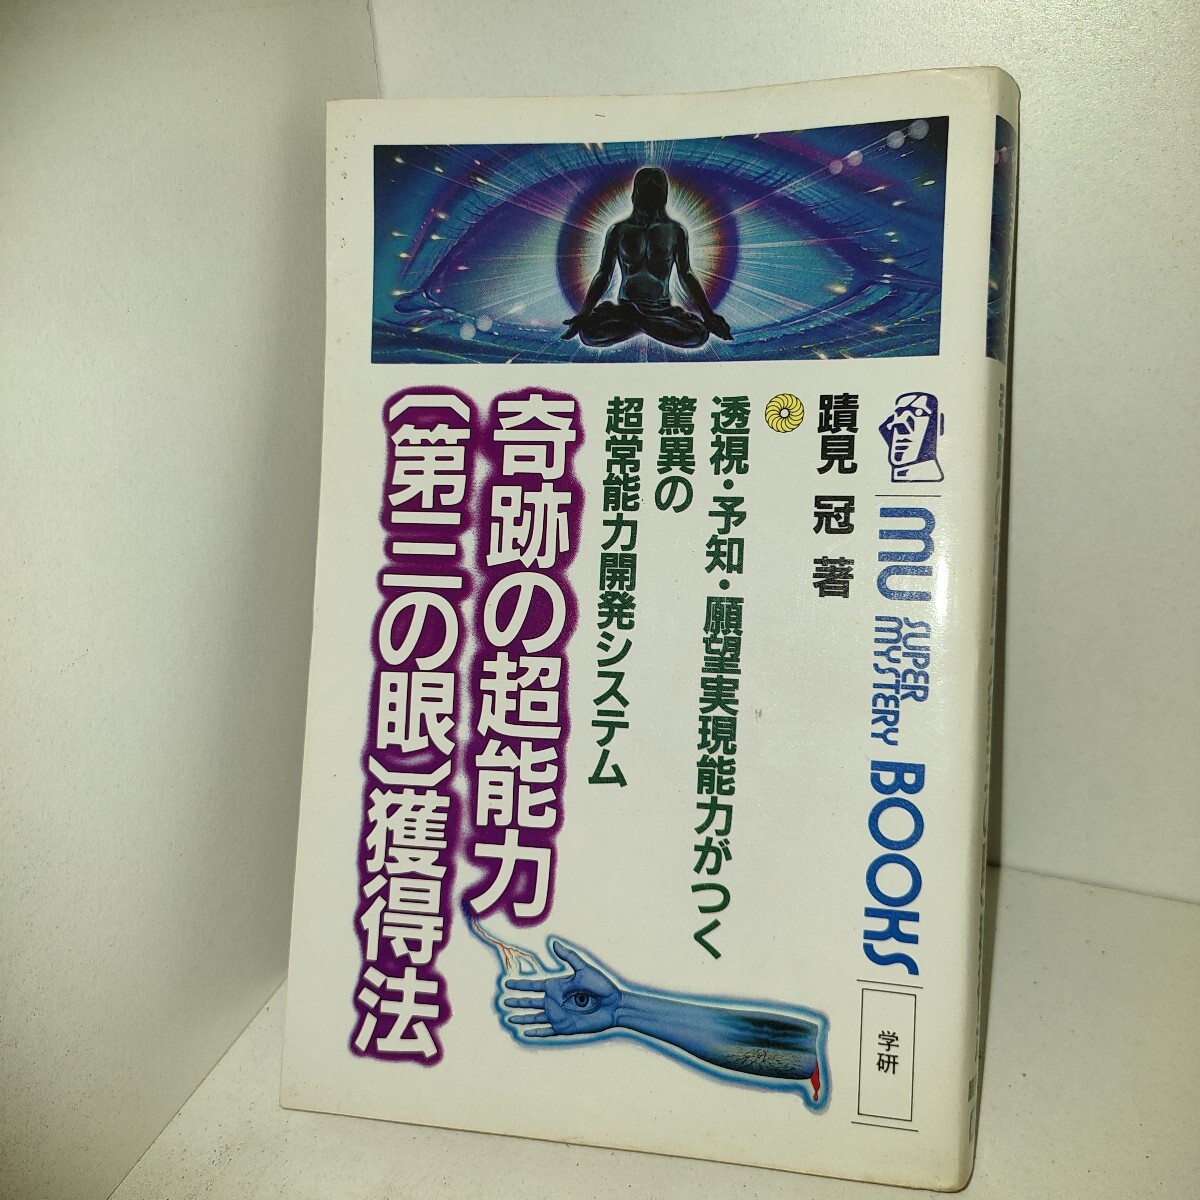 MU SUPER MYSTERY BOOKS
学研
蹟見 冠 著
透視・予知・願望実現能力がつく
驚異の
超常能力開発システム
奇跡の超能力
〔第三の眼〕獲得法